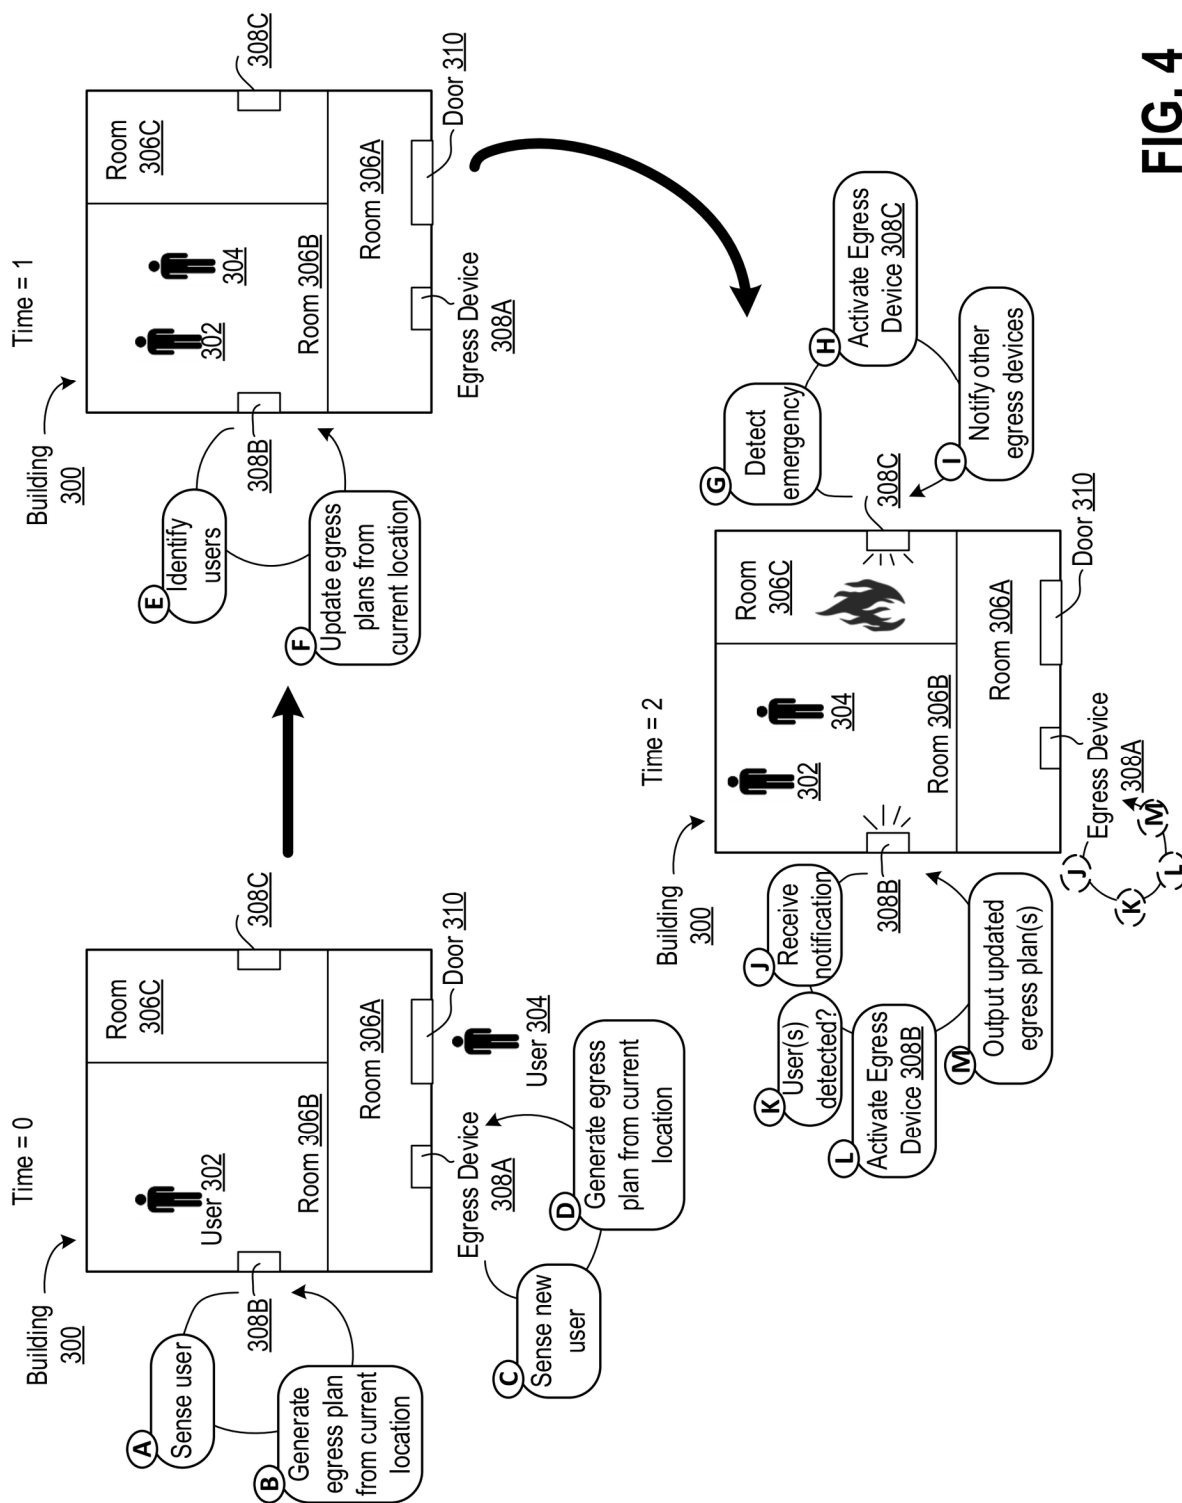 Time = 0
Building
300
Room
306C
308C
User 302
Room 306B
308B
Room 306A
Door 310
Egress Device
308A
User 304
A
Sense user
B
Generate
egress plan
from current
location
C
Sense new
user
D
Generate egress
plan from current
location
Time = 1
Building
300
Room
306C
308C
302
304
Room 306B
308B
Room 306A
Door 310
Egress Device
308A
E
Identify
users
F
Update egress
plans from
current location
Time = 2
Building
300
Room
306C
308C
302
304
Room 306B
308B
Room 306A
Door 310
Egress Device
308A
G
Detect
emergency
H
Activate Egress
Device 308C
I
Notify other
egress devices
J
Receive
notification
K
User(s)
detected?
L
Activate Egress
Device 308B
M
Output updated
egress plan(s)
J
K
L
M
FIG. 4